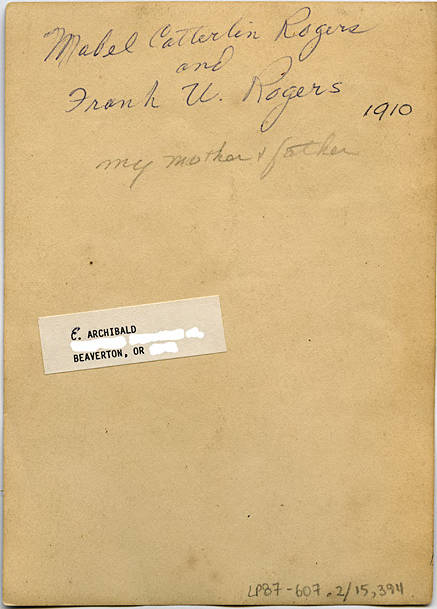 Mabel Catterlin Rogers
and
Frank U. Rogers
1910
my mother & father
E. ARCHIBALD
BEAVERTON, OR
LP87-607.2/15,394